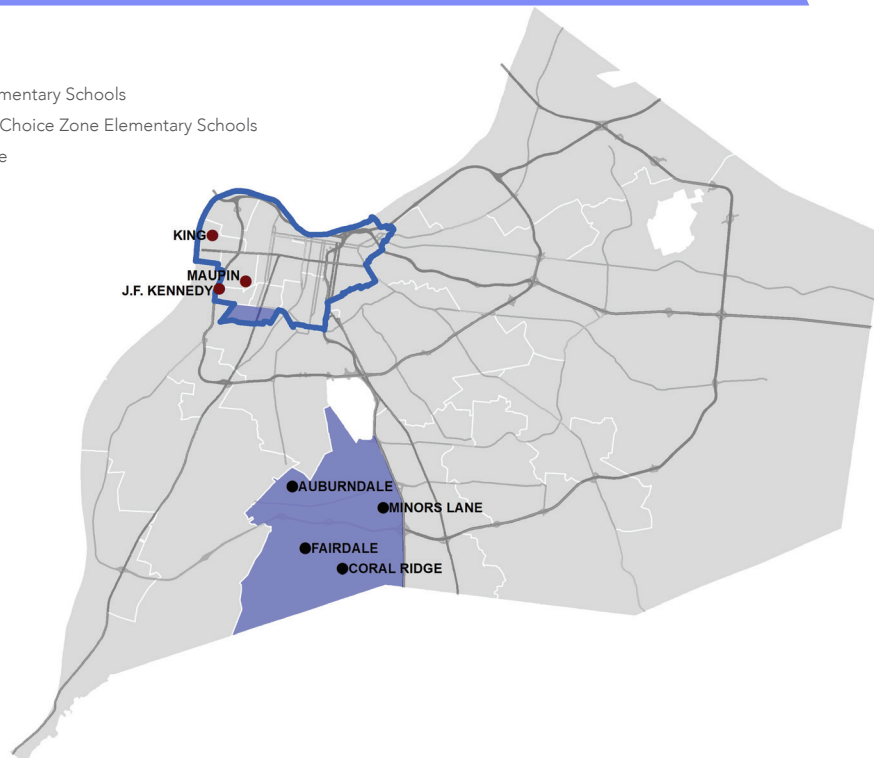 mentary Schools
Choice Zone Elementary Schools
e
KING
MAUPIN
J.F. KENNEDY
AUBURNDALE
MINORS LANE
FAIRDALE
CORAL RIDGE